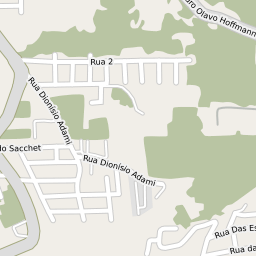 ro Olavo Hoffmann
Rua 2
Rua Dionísio Adami
do Sacchet
Rua Dionísio Adami
Rua Das Es
Rua da